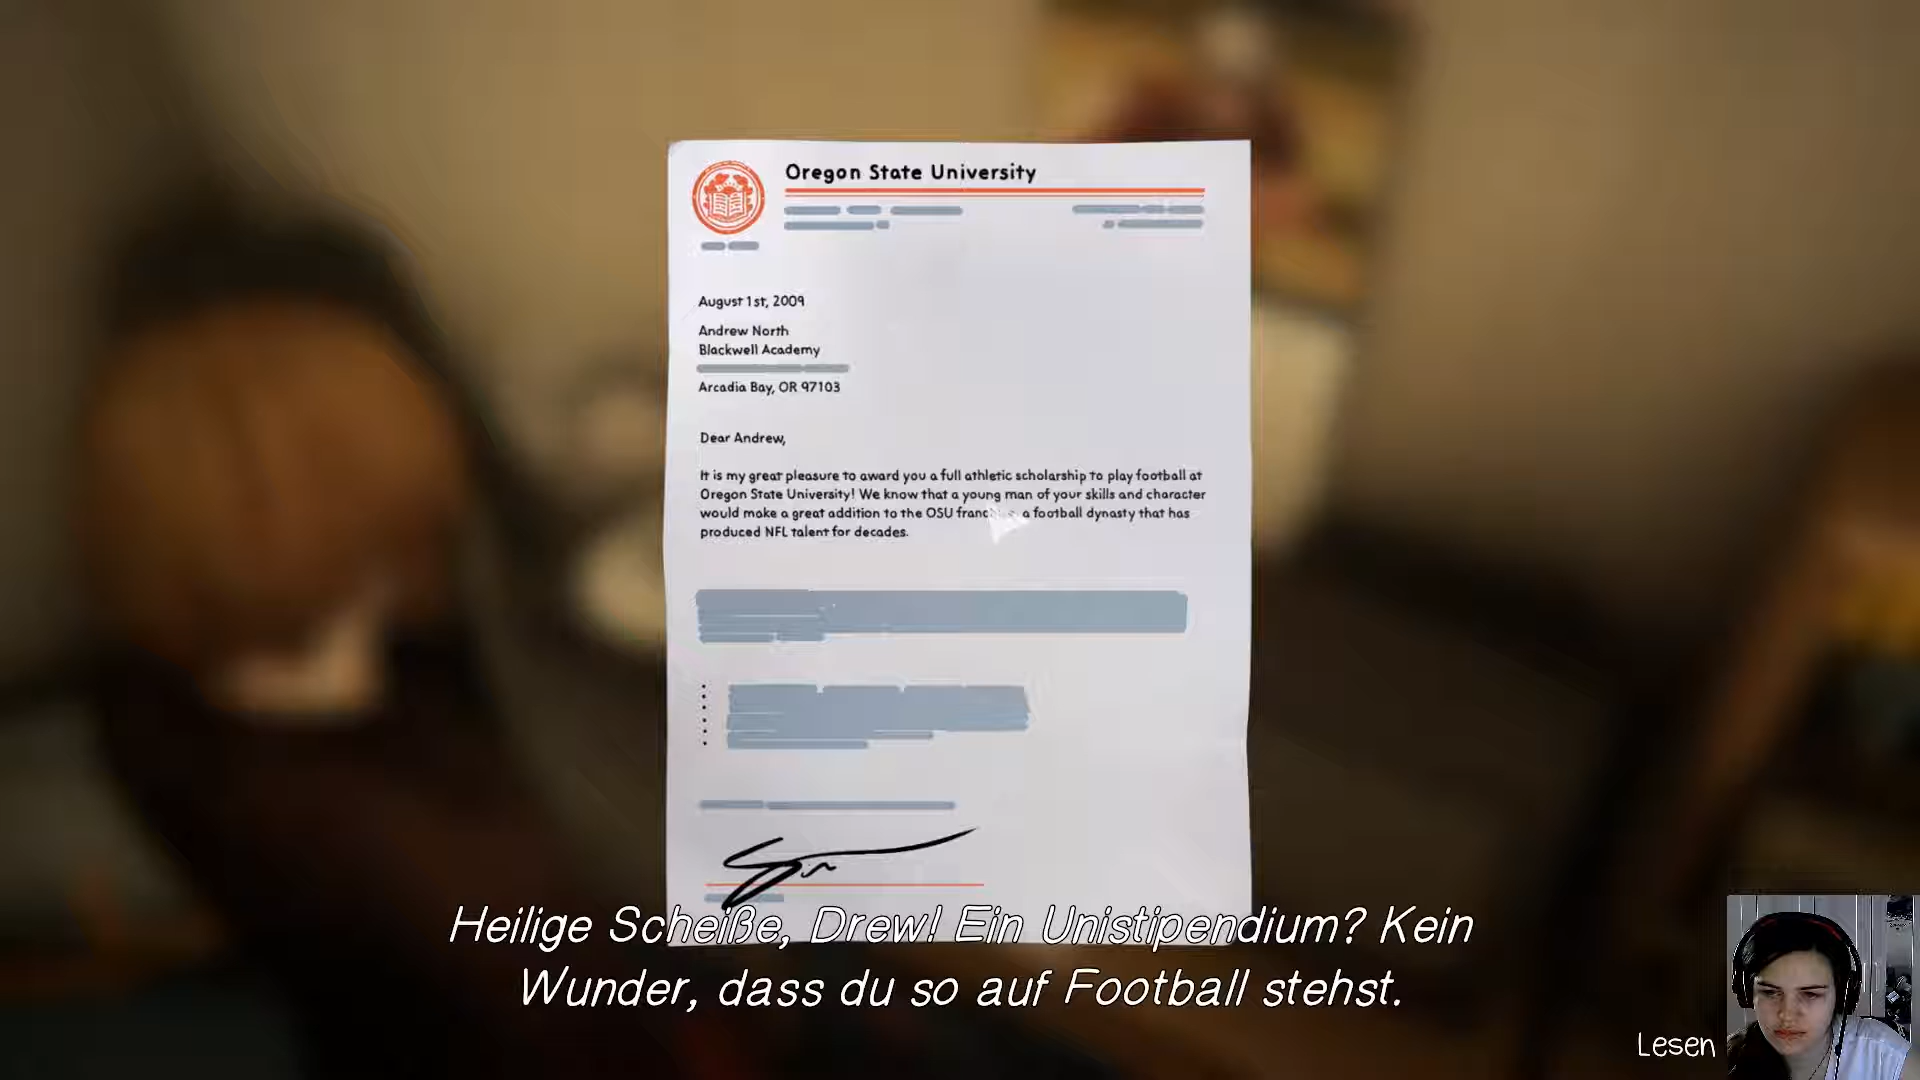 Oregon State University
August 1st, 2009
Andrew North
Blackwell Academy
Arcadia Bay, OR 97103
Dear Andrew,
It is my great pleasure to award you a full athletic scholarship to play football at
Oregon State University! We know that a young man of your skills and character
would make a great addition to the OSU a football dynasty that has
produced NFL talent for decades.
Heilige Scheiße, Drew! Ein Unistipendium? Kein
Wunder, dass du so auf Football stehst.
Lesen